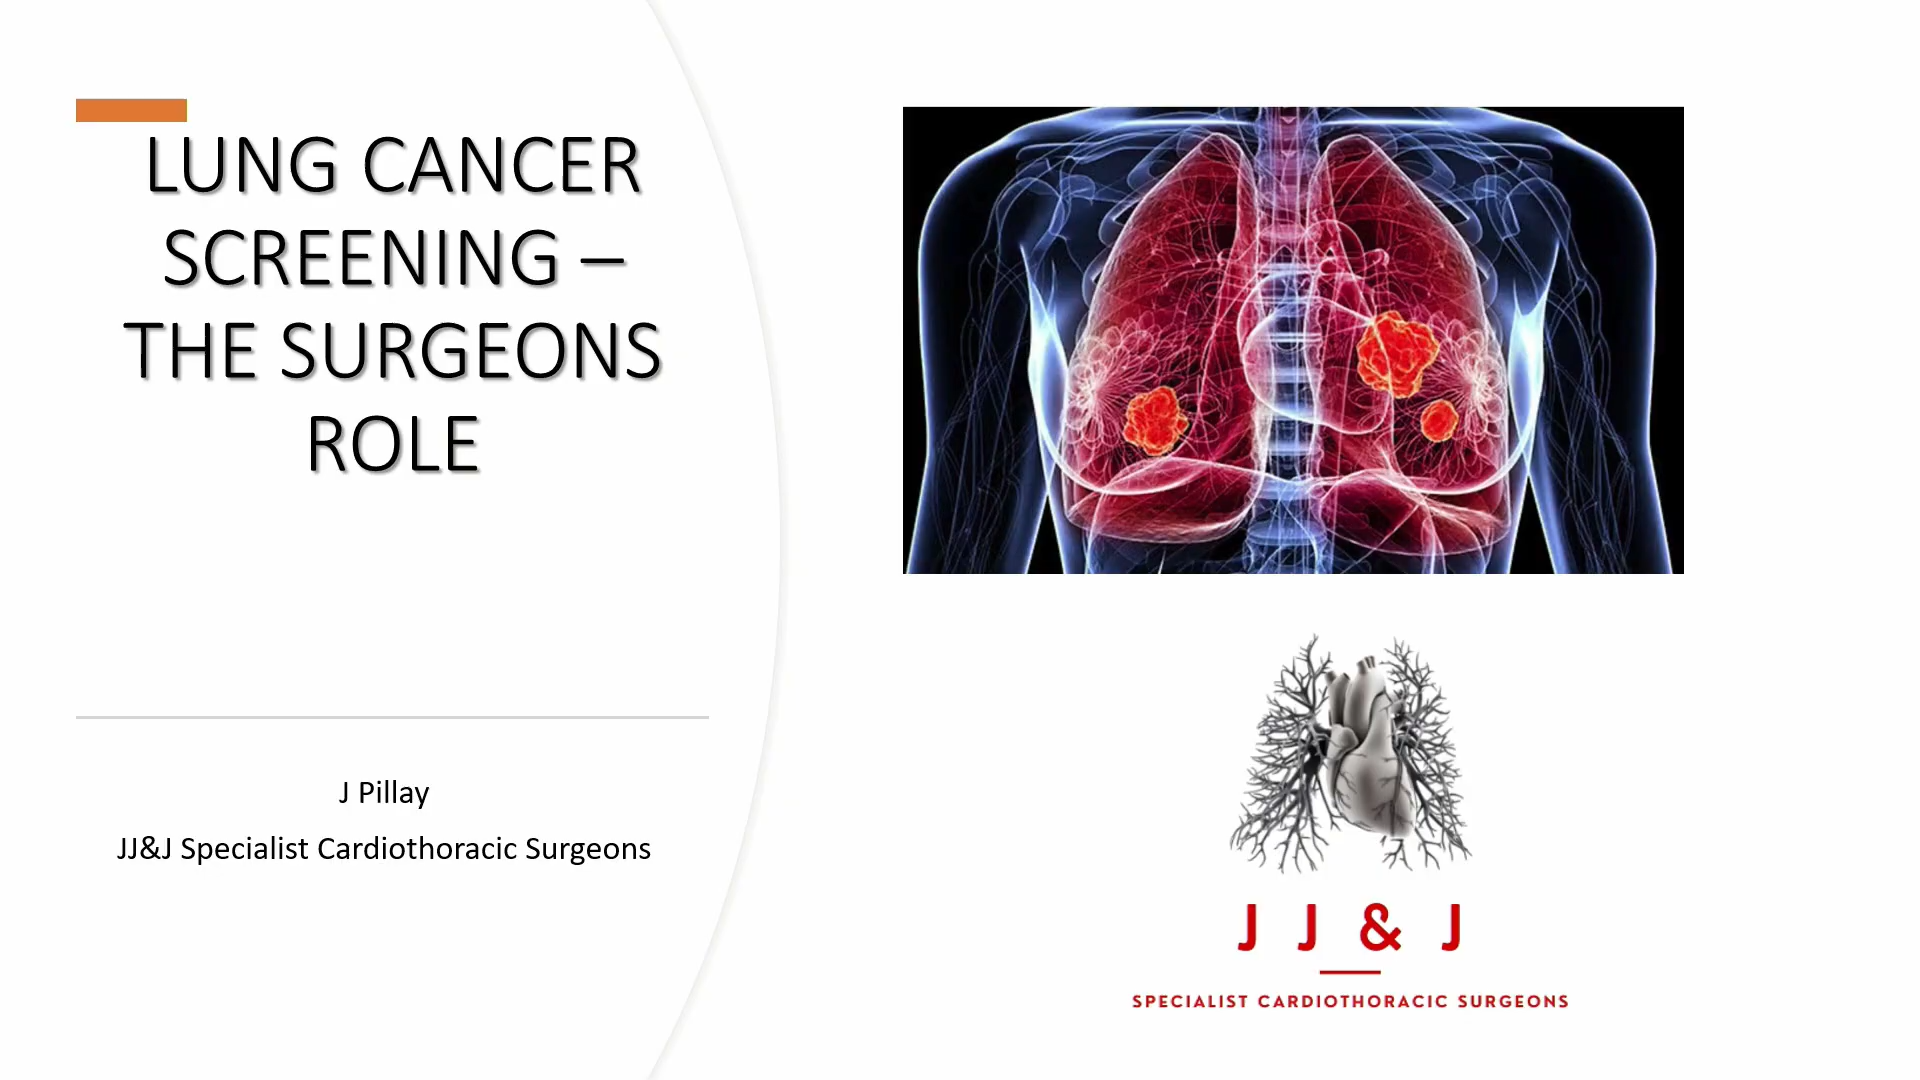 LUNG CANCER
SCREENING –
THE SURGEONS
ROLE
J Pillay
JJ&J Specialist Cardiothoracic Surgeons
J J & J
SPECIALIST CARDIOTHORACIC SURGEONS